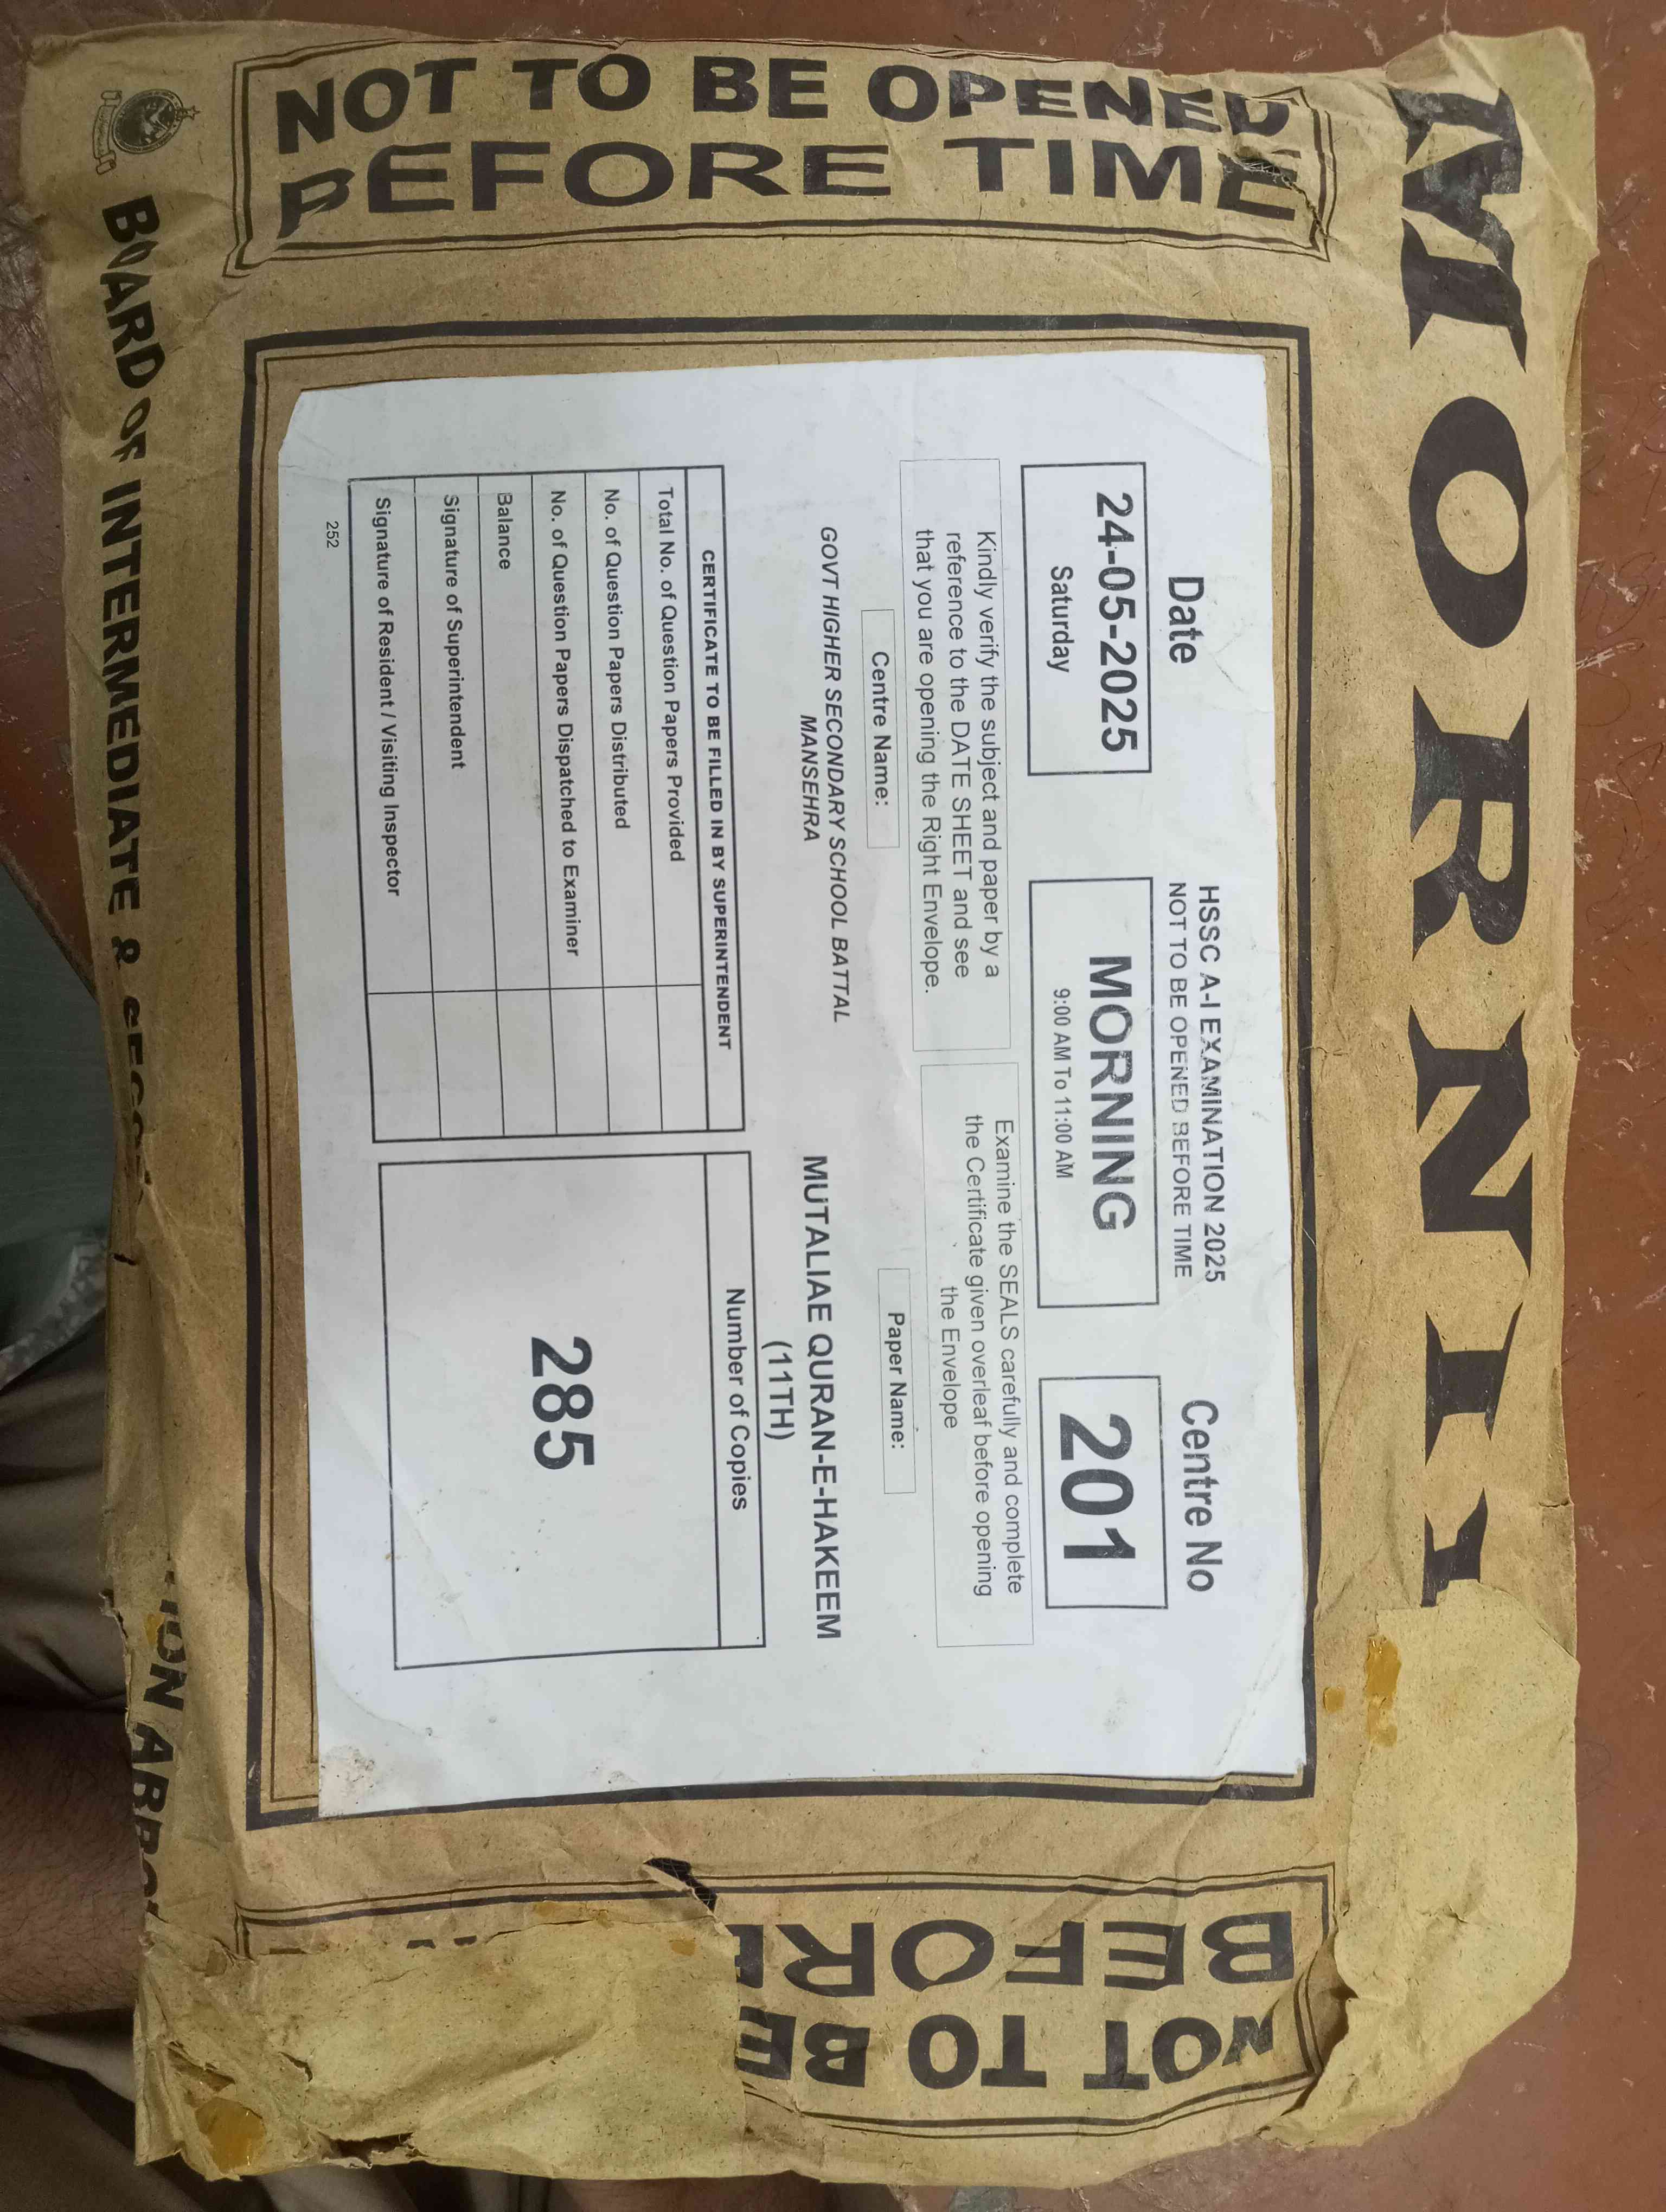 MORNI
NOT TO BE OPENED
BEFORE TIME
HSSC A-I EXAMINATION 2025
NOT TO BE OPENED BEFORE TIME
Date
24-05-2025
Saturday
MORNING
9:00 AM To 11:00 AM
Centre No
201
Kindly verify the subject and paper by a
reference to the DATE SHEET and see
that you are opening the Right Envelope.
Examine the SEALS carefully and complete
the Certificate given overleaf before opening
the Envelope
Centre Name:
GOVT HIGHER SECONDARY SCHOOL BATTAL
MANSEHRA
Paper Name:
MUTALIAE QURAN-E-HAKEEM
(11TH)
CERTIFICATE TO BE FILLED IN BY SUPERINTENDENT
Total No. of Question Papers Provided
No. of Question Papers Distributed
No. of Question Papers Dispatched to Examiner
Balance
Signature of Superintendent
Signature of Resident / Visiting Inspector
Number of Copies
285
252
NOT TO BE
BEFOR
BOARD OF INTERMEDIATE &